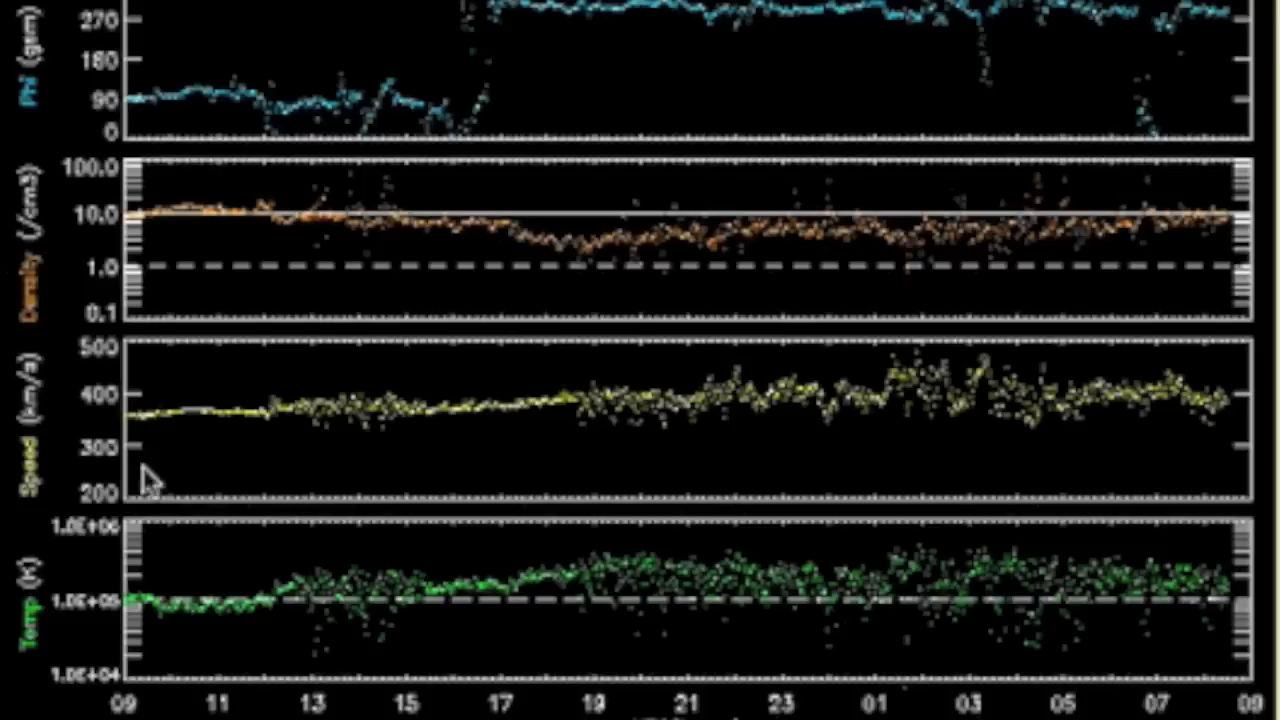 Phi (gsm)
270
180
90
0
Density (/cm3)
100.0
10.0
1.0
0.1
Speed (km/s)
500
400
300
200
Temp (K)
1.0E+06
1.0E+05
1.0E+04
09 11 13 15 17 19 21 23 01 03 05 07 09